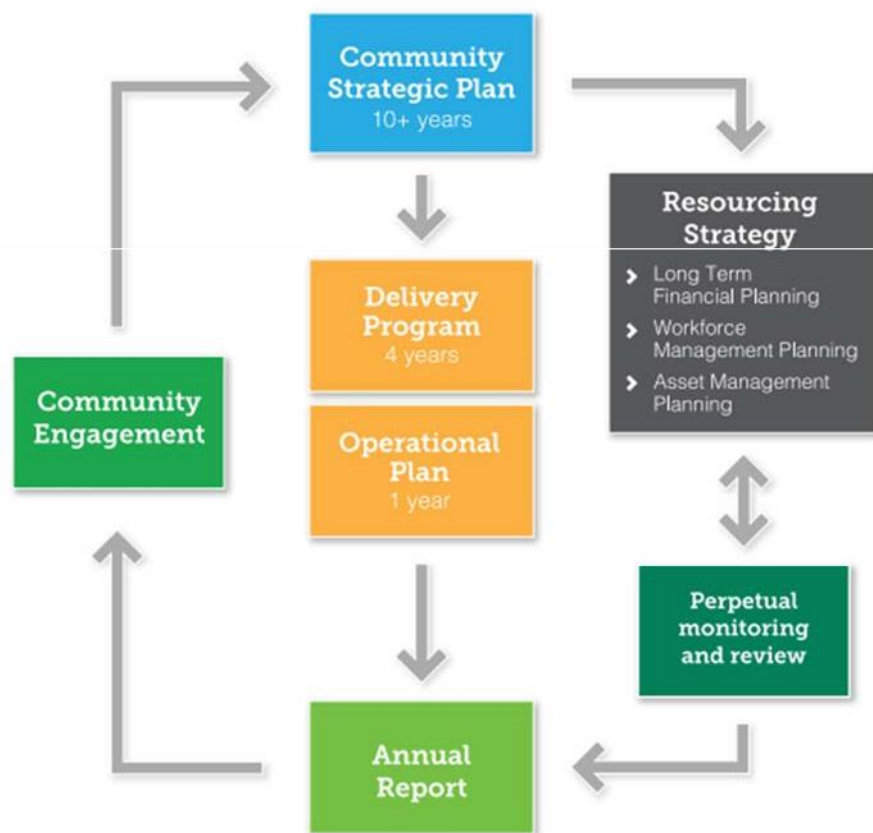 Community
Strategic Plan
10+ years
Resourcing
Strategy
Long Term
Financial Planning
Workforce
Management Planning
Asset Management
Planning
Delivery
Program
4 years
Community
Engagement
Operational
Plan
1 year
Perpetual
monitoring
and review
Annual
Report